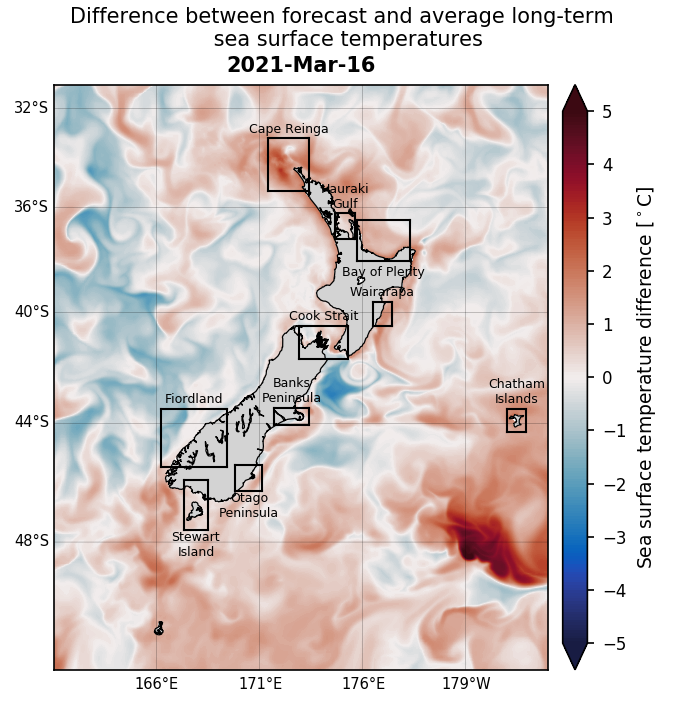 Difference between forecast and average long-term
sea surface temperatures
2021-Mar-16
32°S
36°S
40°S
44°S
48°S
Cape Reinga
Hauraki
Gulf
Bay of Plenty
Wairarapa
Cook Strait
Banks
Peninsula
Fiordland
Chatham
Islands
Otago
Peninsula
Stewart
Island
166°E
171°E
176°E
179°W
5
4
3
2
1
0
−1
−2
−3
−4
−5
Sea surface temperature difference [°C]